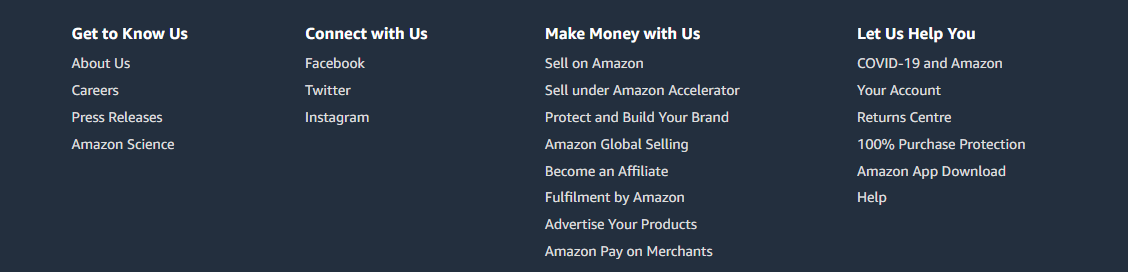 Get to Know Us
About Us
Careers
Press Releases
Amazon Science
Connect with Us
Facebook
Twitter
Instagram
Make Money with Us
Sell on Amazon
Sell under Amazon Accelerator
Protect and Build Your Brand
Amazon Global Selling
Become an Affiliate
Fulfilment by Amazon
Advertise Your Products
Amazon Pay on Merchants
Let Us Help You
COVID-19 and Amazon
Your Account
Returns Centre
100% Purchase Protection
Amazon App Download
Help